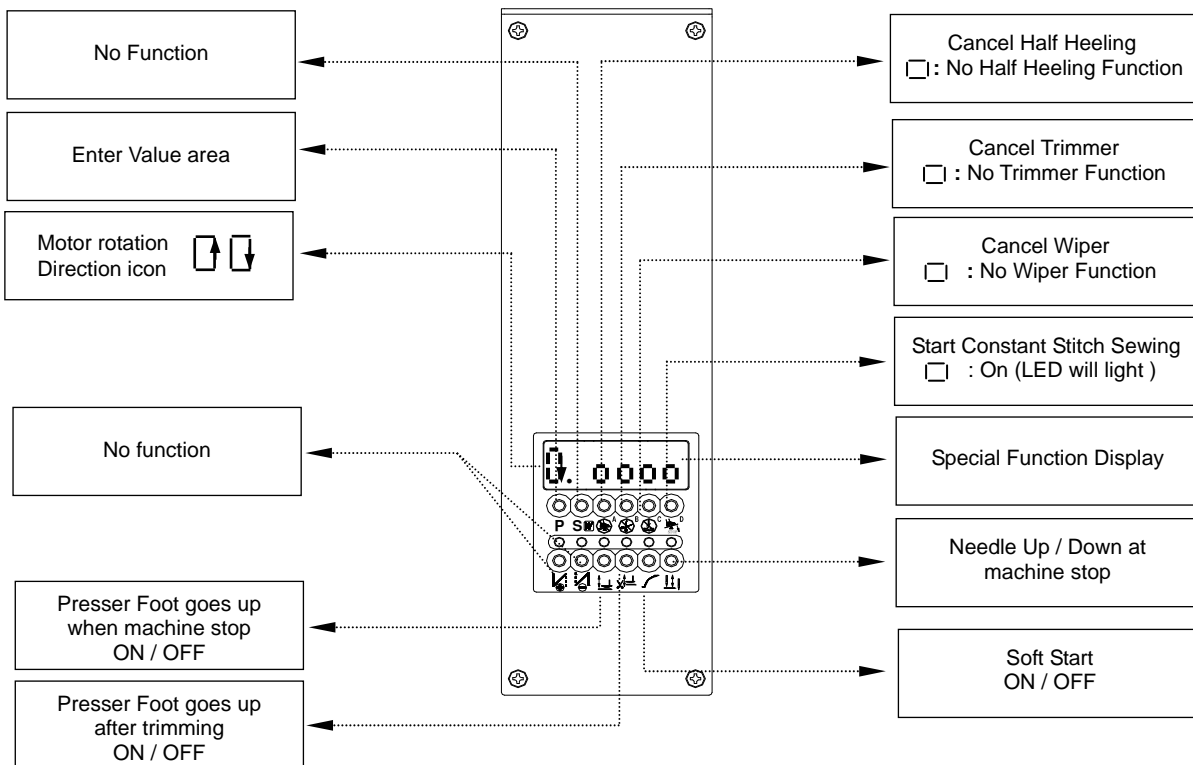 No Function
Enter Value area
Motor rotation
Direction icon
No function
Presser Foot goes up
when machine stop
ON / OFF
Presser Foot goes up
after trimming
ON / OFF
P S A B C D
Cancel Half Heeling
: No Half Heeling Function
Cancel Trimmer
: No Trimmer Function
Cancel Wiper
: No Wiper Function
Start Constant Stitch Sewing
: On (LED will light )
Special Function Display
Needle Up / Down at
machine stop
Soft Start
ON / OFF